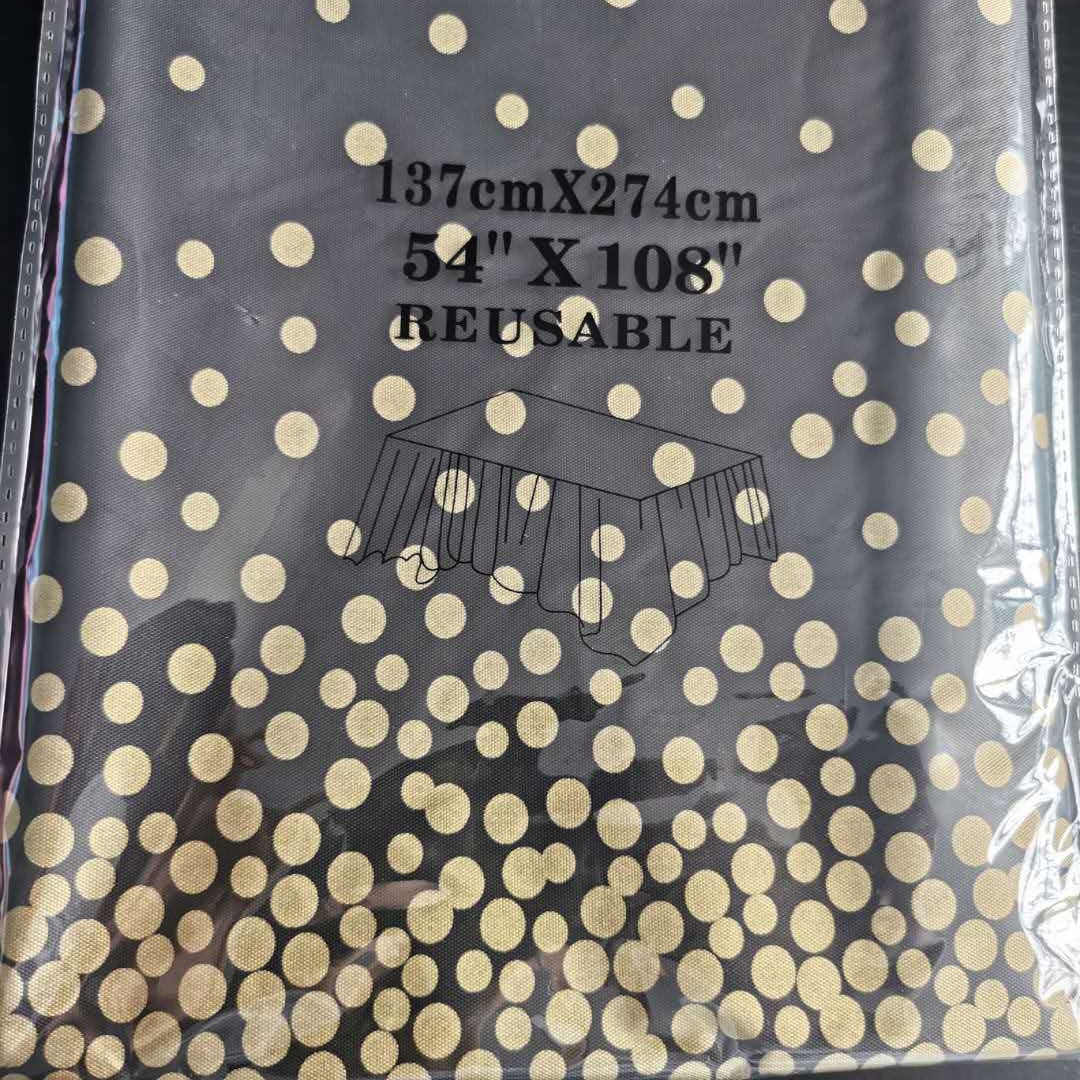 137cmX274cm
54" X 108"
REUSABLE